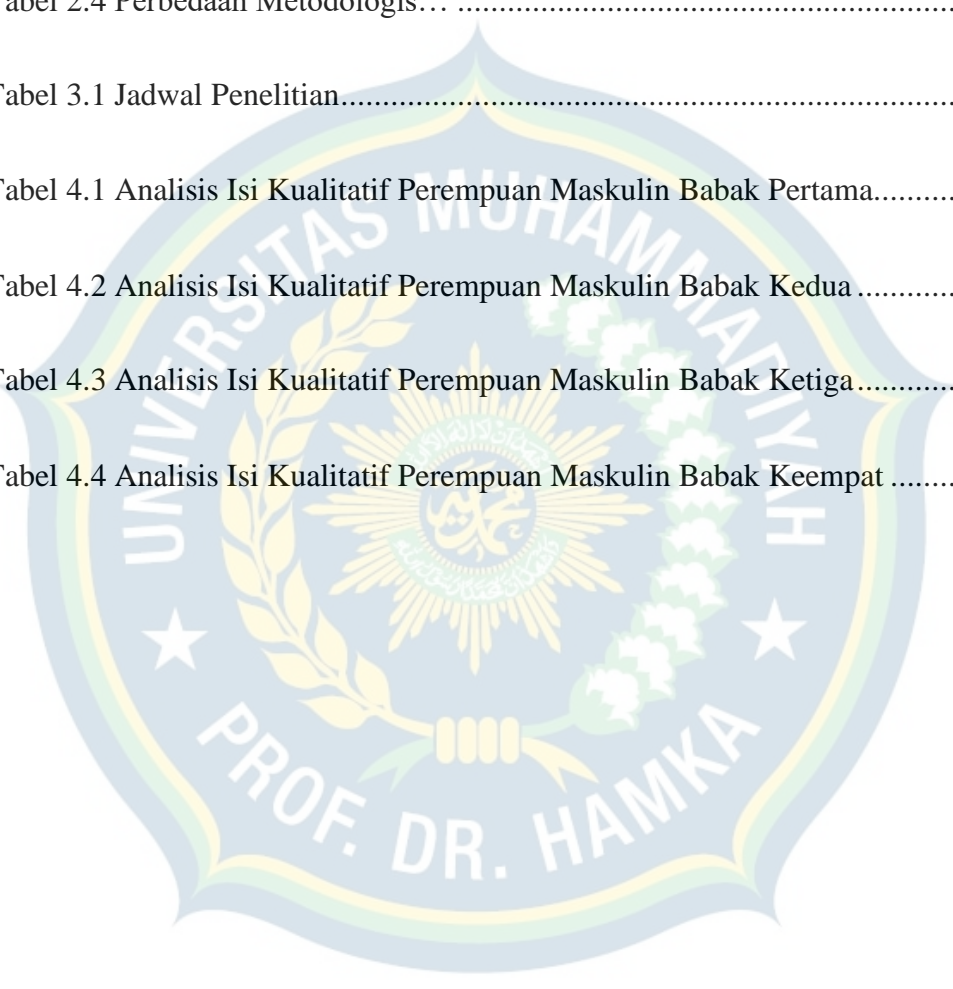 Tabel 2.4 Perbedaan Metodologis… ............................................................
Tabel 3.1 Jadwal Penelitian..........................................................................
Tabel 4.1 Analisis Isi Kualitatif Perempuan Maskulin Babak Pertama..........
Tabel 4.2 Analisis Isi Kualitatif Perempuan Maskulin Babak Kedua ............
Tabel 4.3 Analisis Isi Kualitatif Perempuan Maskulin Babak Ketiga............
Tabel 4.4 Analisis Isi Kualitatif Perempuan Maskulin Babak Keempat ........
UNIVERSITAS MUHAMMADIYAH
PROF. DR. HAMKA